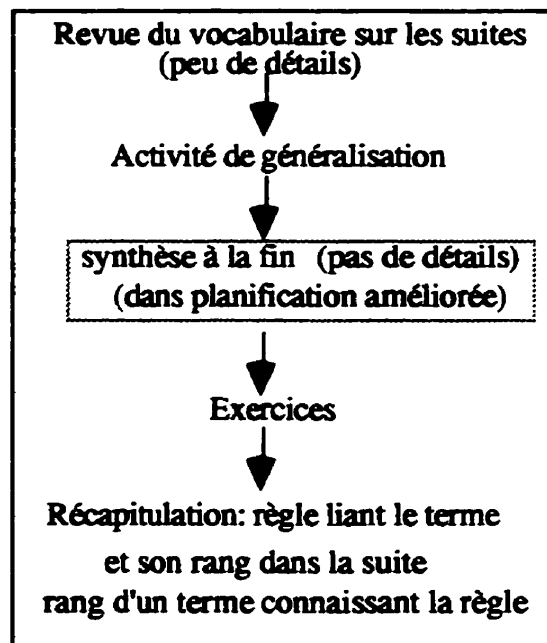 Revue du vocabulaire sur les suites
(peu de détails)
Activité de généralisation
synthèse à la fin (pas de détails)
(dans planification améliorée)
Exercices
Récapitulation: règle liant le terme
et son rang dans la suite
rang d'un terme connaissant la règle